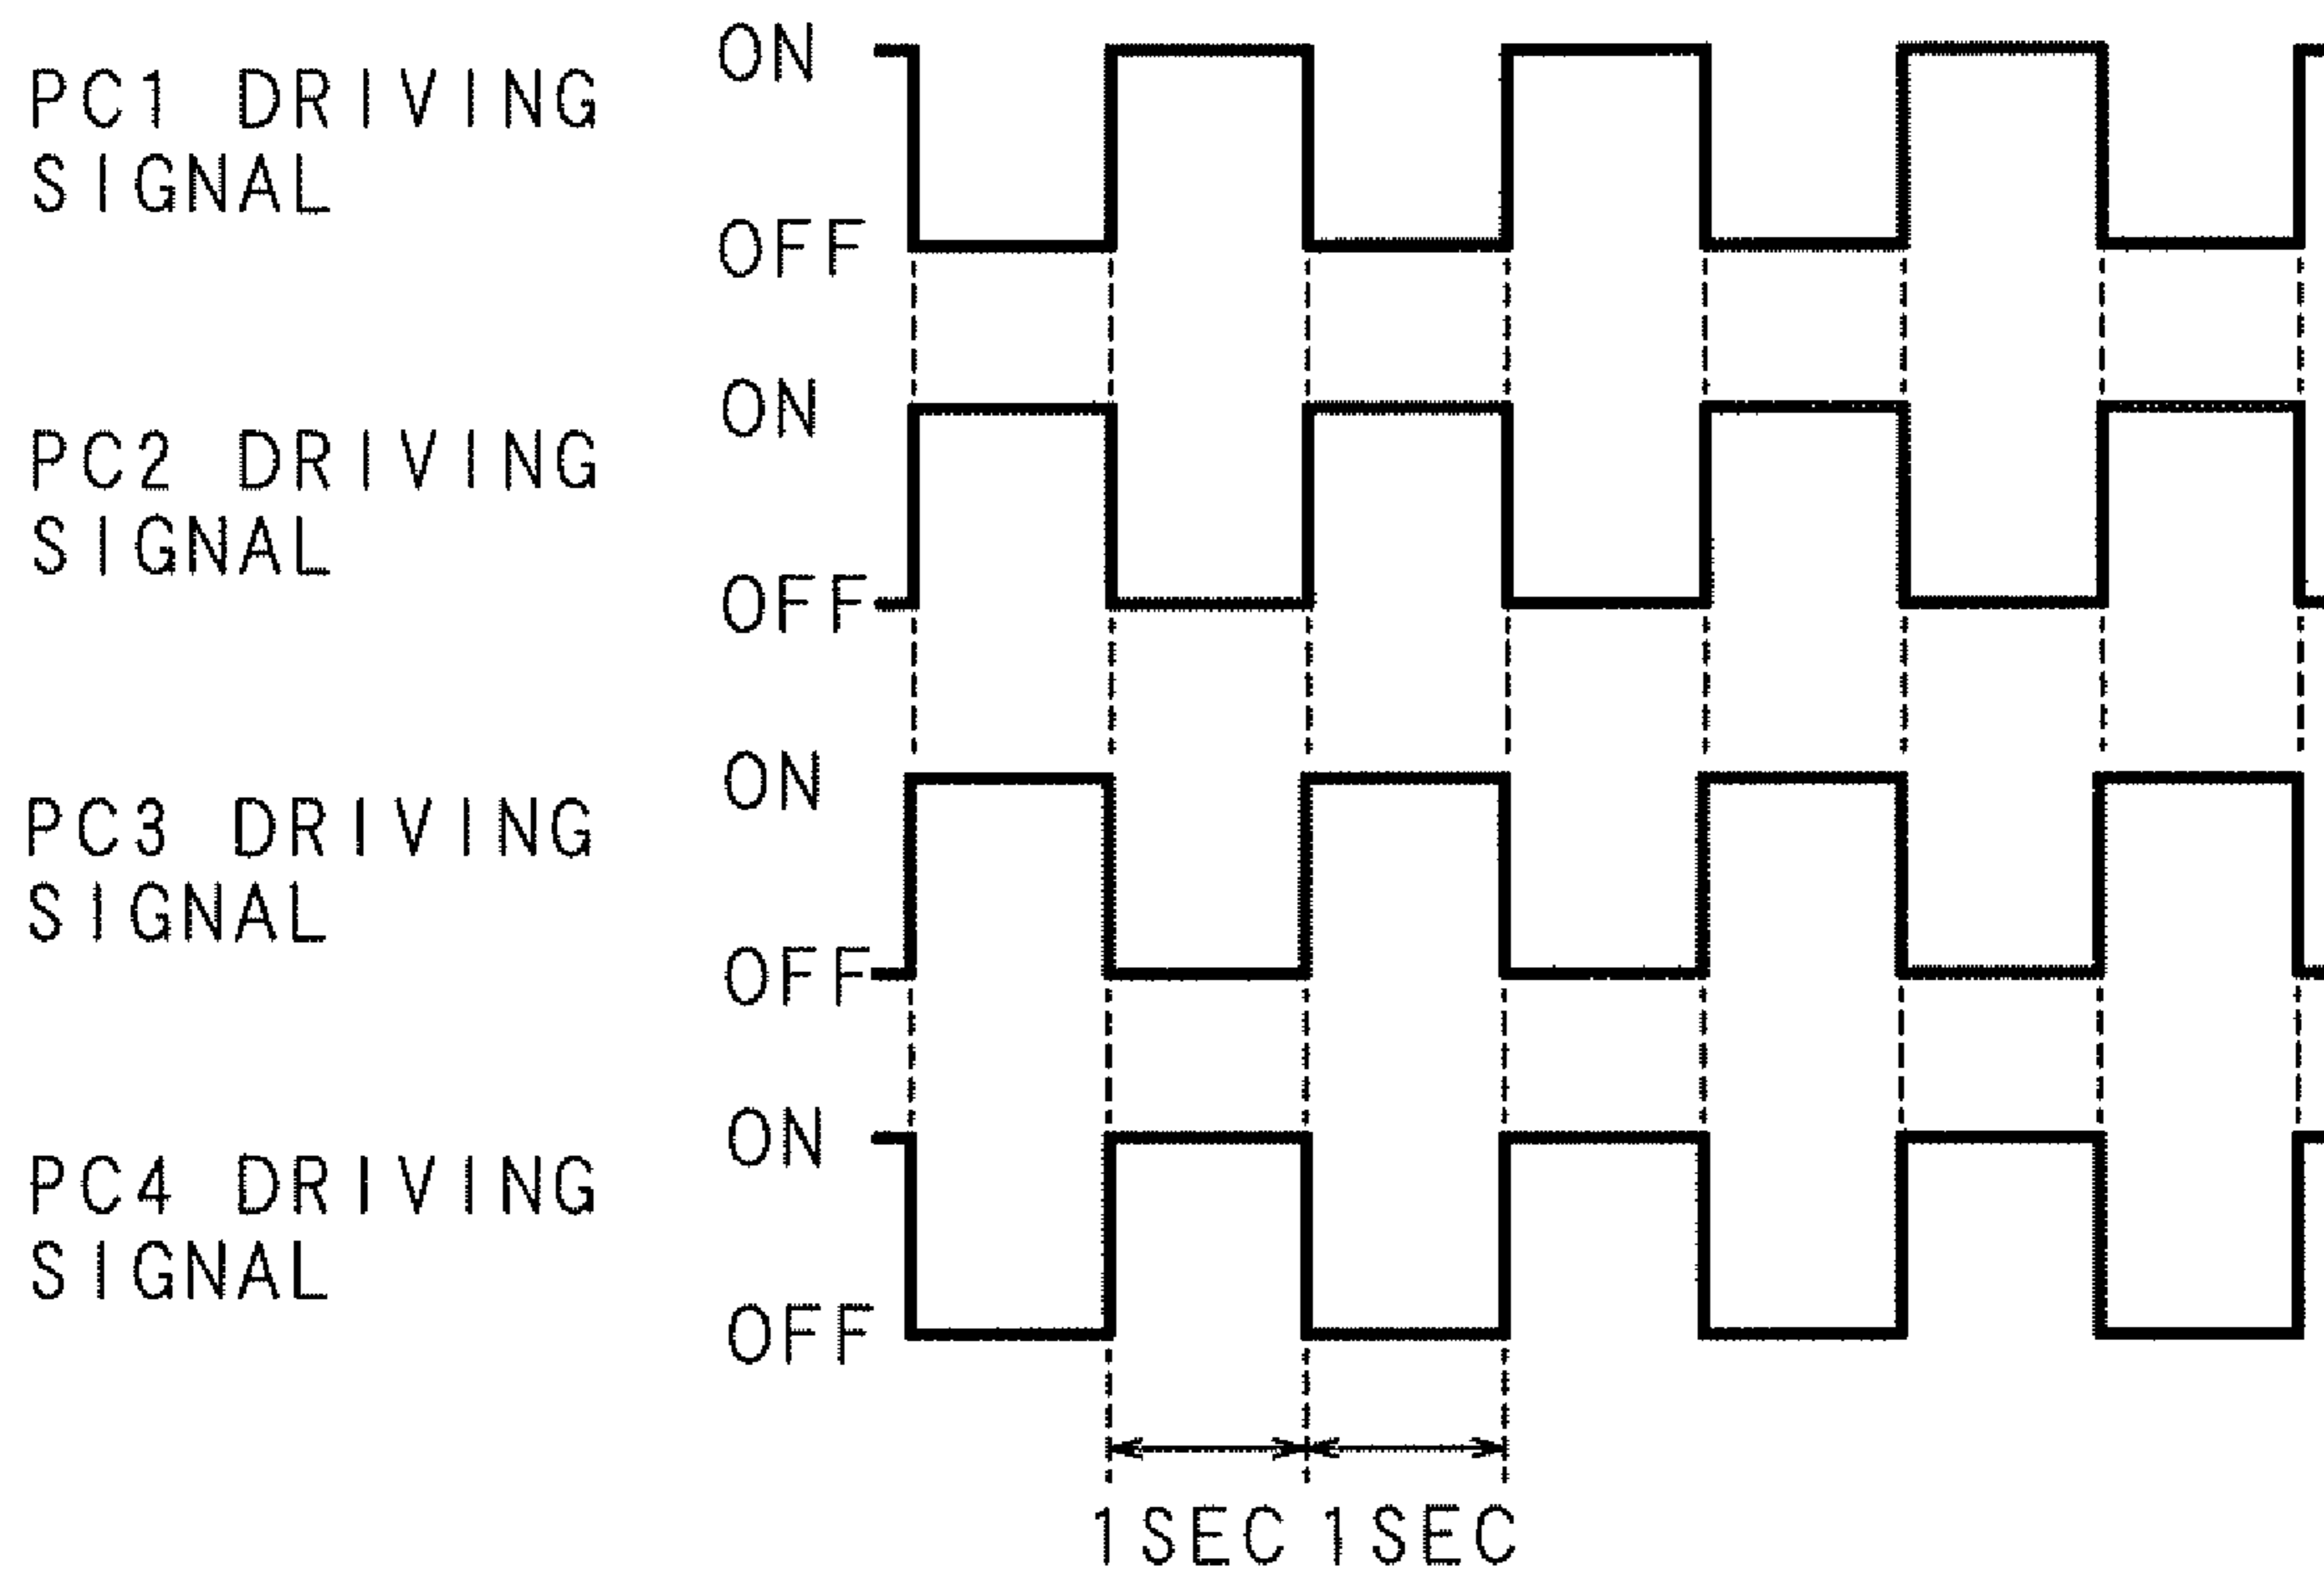 ON
PC1 DRIVING
SIGNAL
OFF
ON
PC2 DRIVING
SIGNAL
OFF
ON
PC3 DRIVING
SIGNAL
OFF
ON
PC4 DRIVING
SIGNAL
OFF
1SEC 1SEC